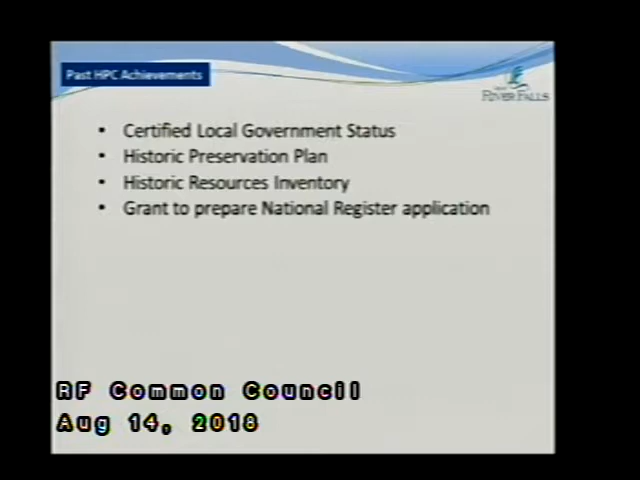 Past HPC Achievements
RIVER FALLS
• Certified Local Government Status
• Historic Preservation Plan
• Historic Resources Inventory
• Grant to prepare National Register application
RF Common Council
Aug 14, 2018